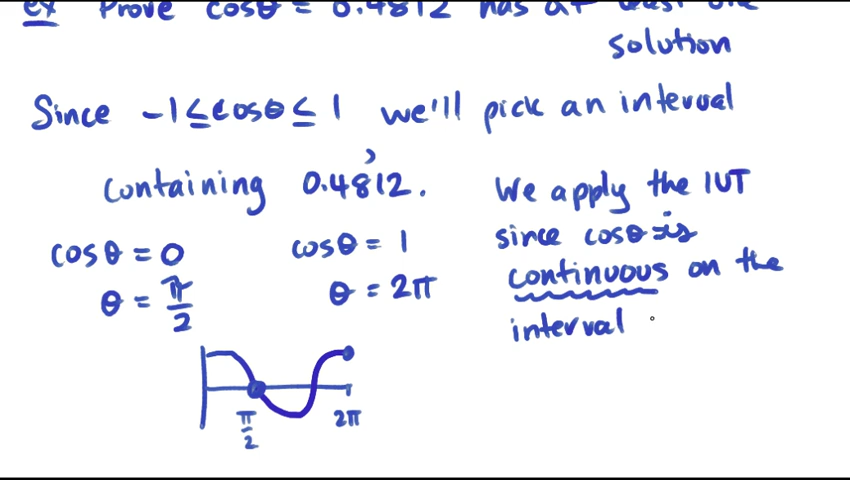 ex Prove cosθ = 0.4812 has at least one
solution
Since -1 ≤ cosθ ≤ 1, we'll pick an interval
containing 0.4812.
cosθ = 0
θ = π/2
cosθ = 1
θ = 2π
We apply the IVT
since cosθ is
continuous on the
interval
π/2
2π